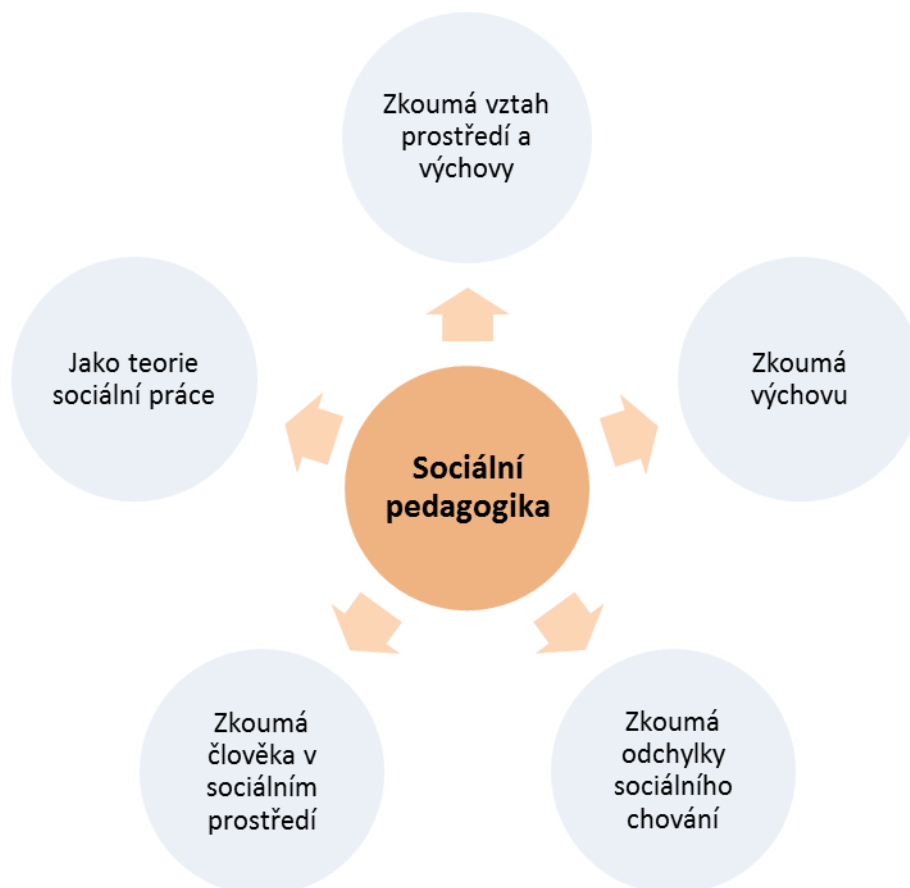 Zkoumá vztah
prostředí a
výchovy
Jako teorie
sociální práce
Zkoumá
výchovu
Sociální
pedagogika
Zkoumá
člověka v
sociálním
prostředí
Zkoumá
odchylky
sociálního
chování